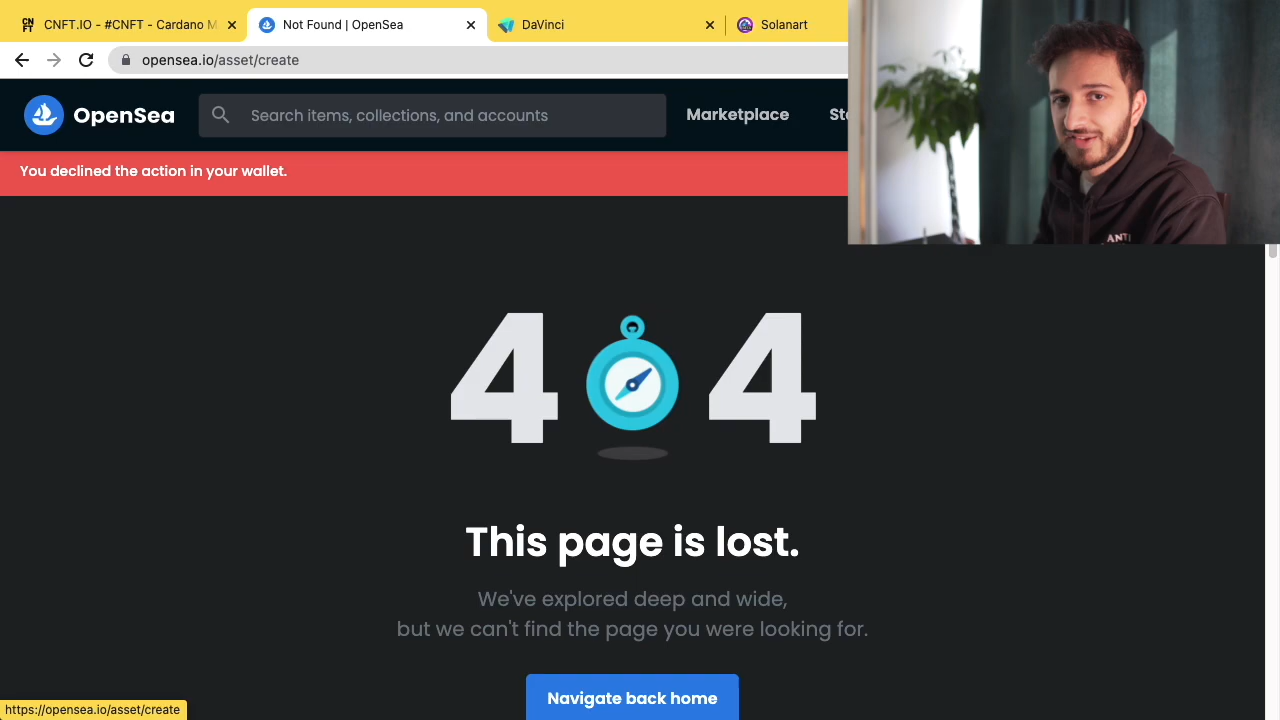 CNFT.IO - #CNFT - Cardano M
Not Found | OpenSea
DaVinci
Solanart
opensea.io/asset/create
OpenSea
Search items, collections, and accounts
Marketplace
You declined the action in your wallet.
ANTI
4 4
This page is lost.
We've explored deep and wide,
but we can't find the page you were looking for.
Navigate back home
https://opensea.io/asset/create